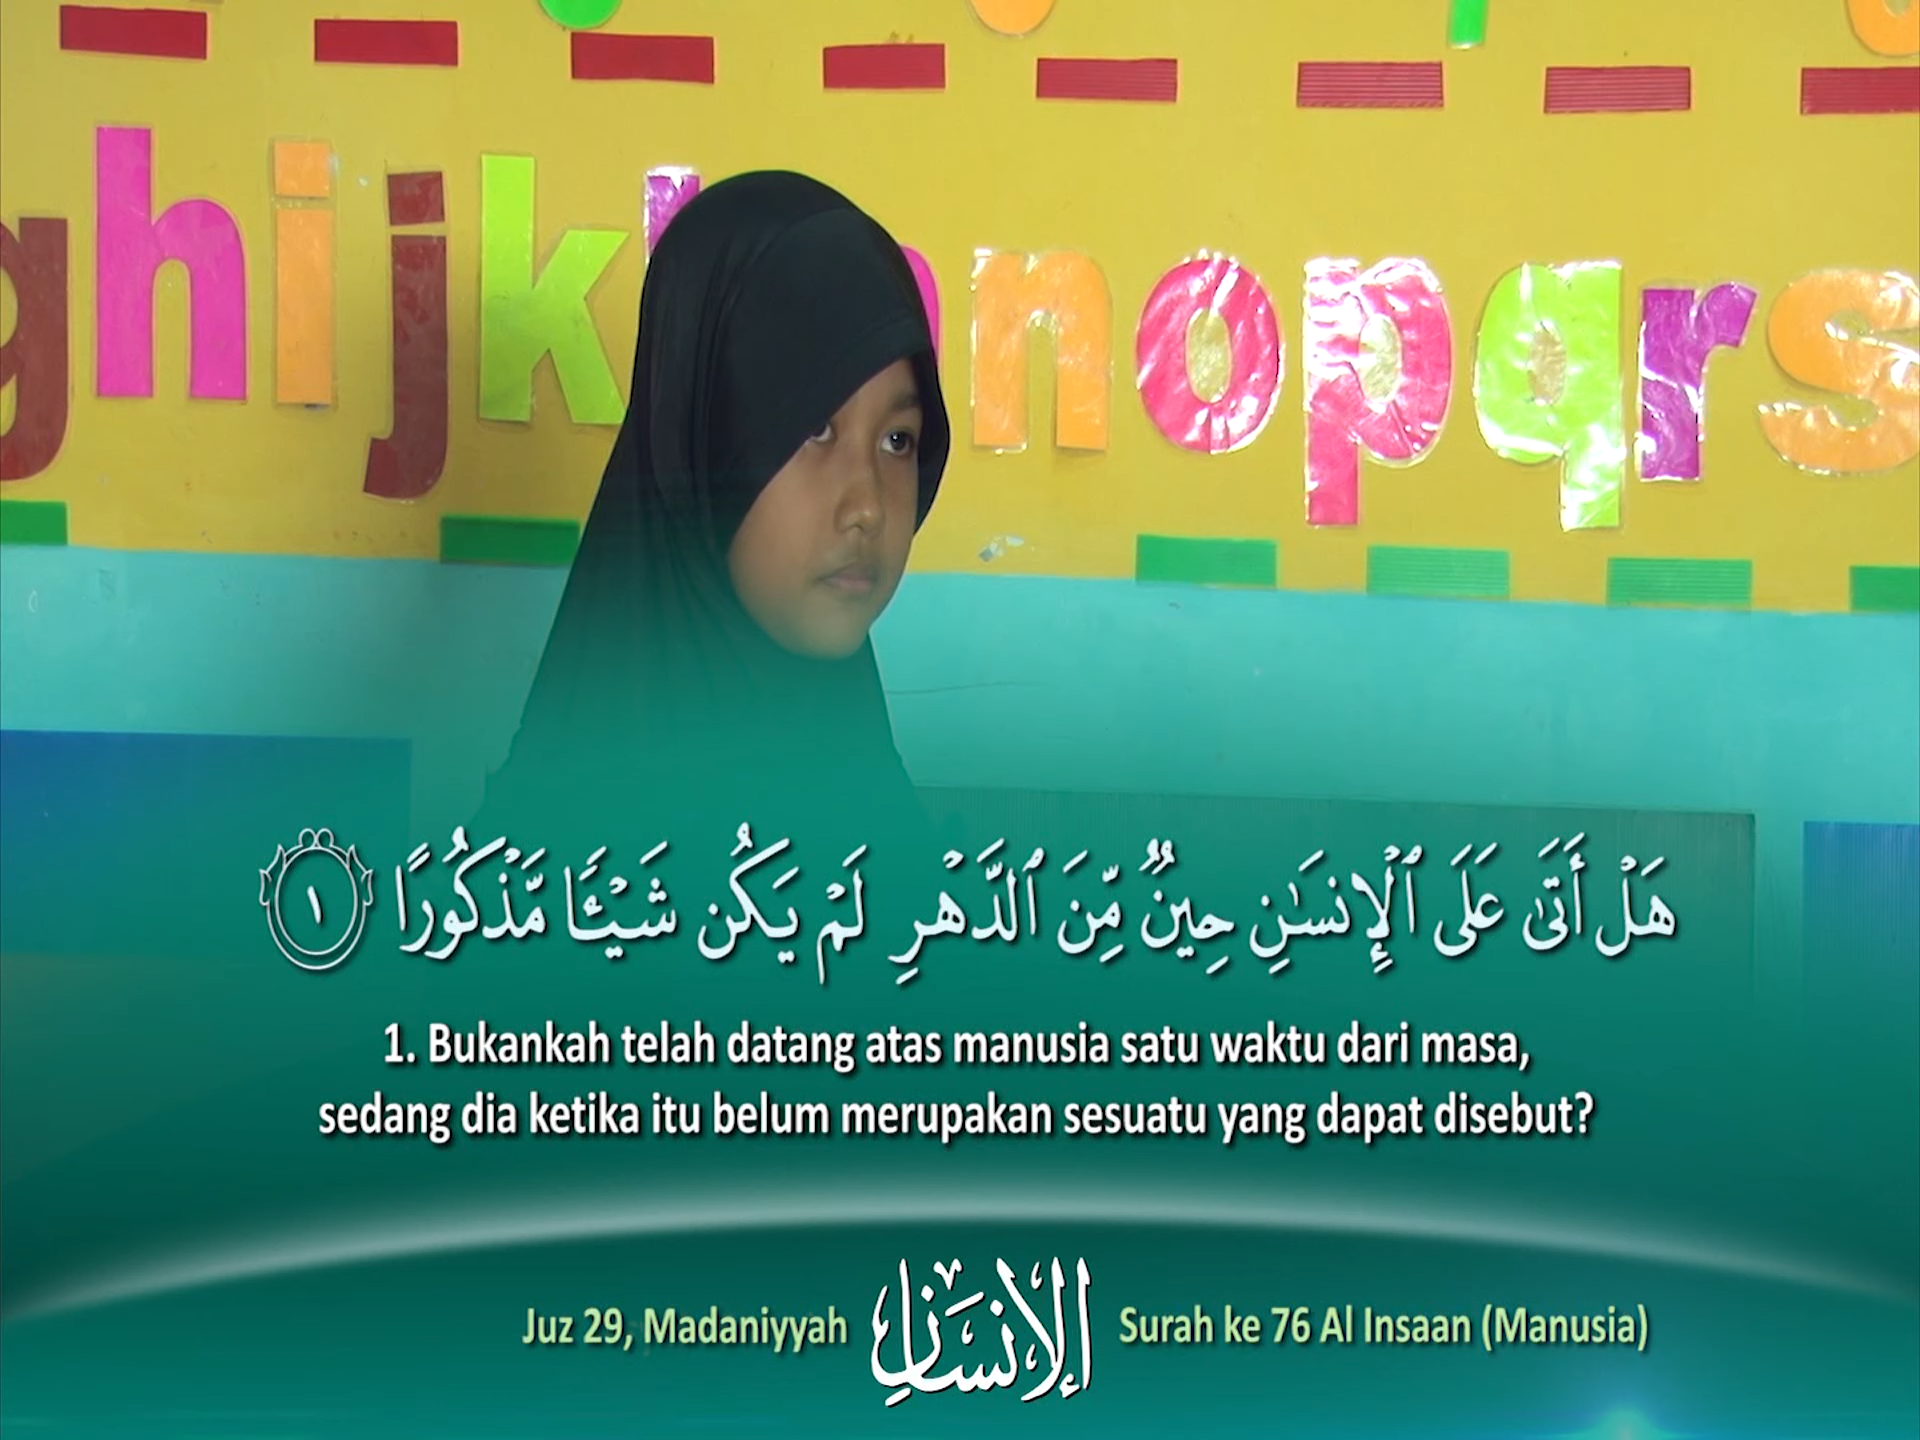 ghijk nopqrs
هَلْ أَتَىٰ عَلَى ٱلْإِنسَٰنِ حِينٌ مِّنَ ٱلدَّهْرِ لَمْ يَكُن شَيْـًٔا مَّذْكُورًا ١
1. Bukankah telah datang atas manusia satu waktu dari masa,
sedang dia ketika itu belum merupakan sesuatu yang dapat disebut?
Juz 29, Madaniyyah الإنسان Surah ke 76 Al Insaan (Manusia)